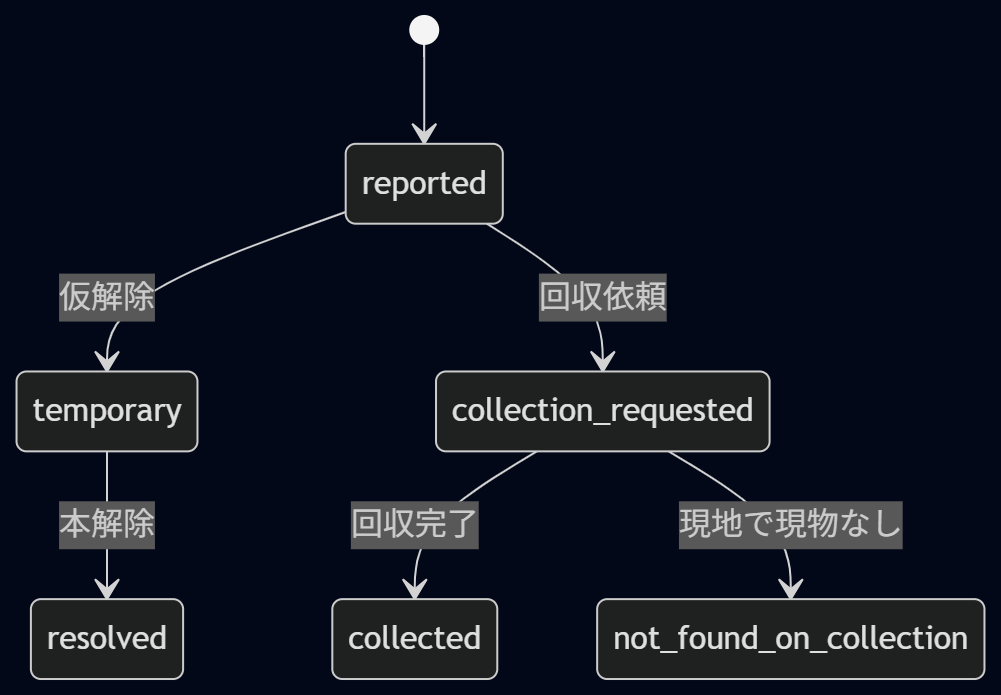 reported
仮解除
回収依頼
temporary
collection_requested
本解除
回収完了
現地で現物なし
resolved
collected
not_found_on_collection